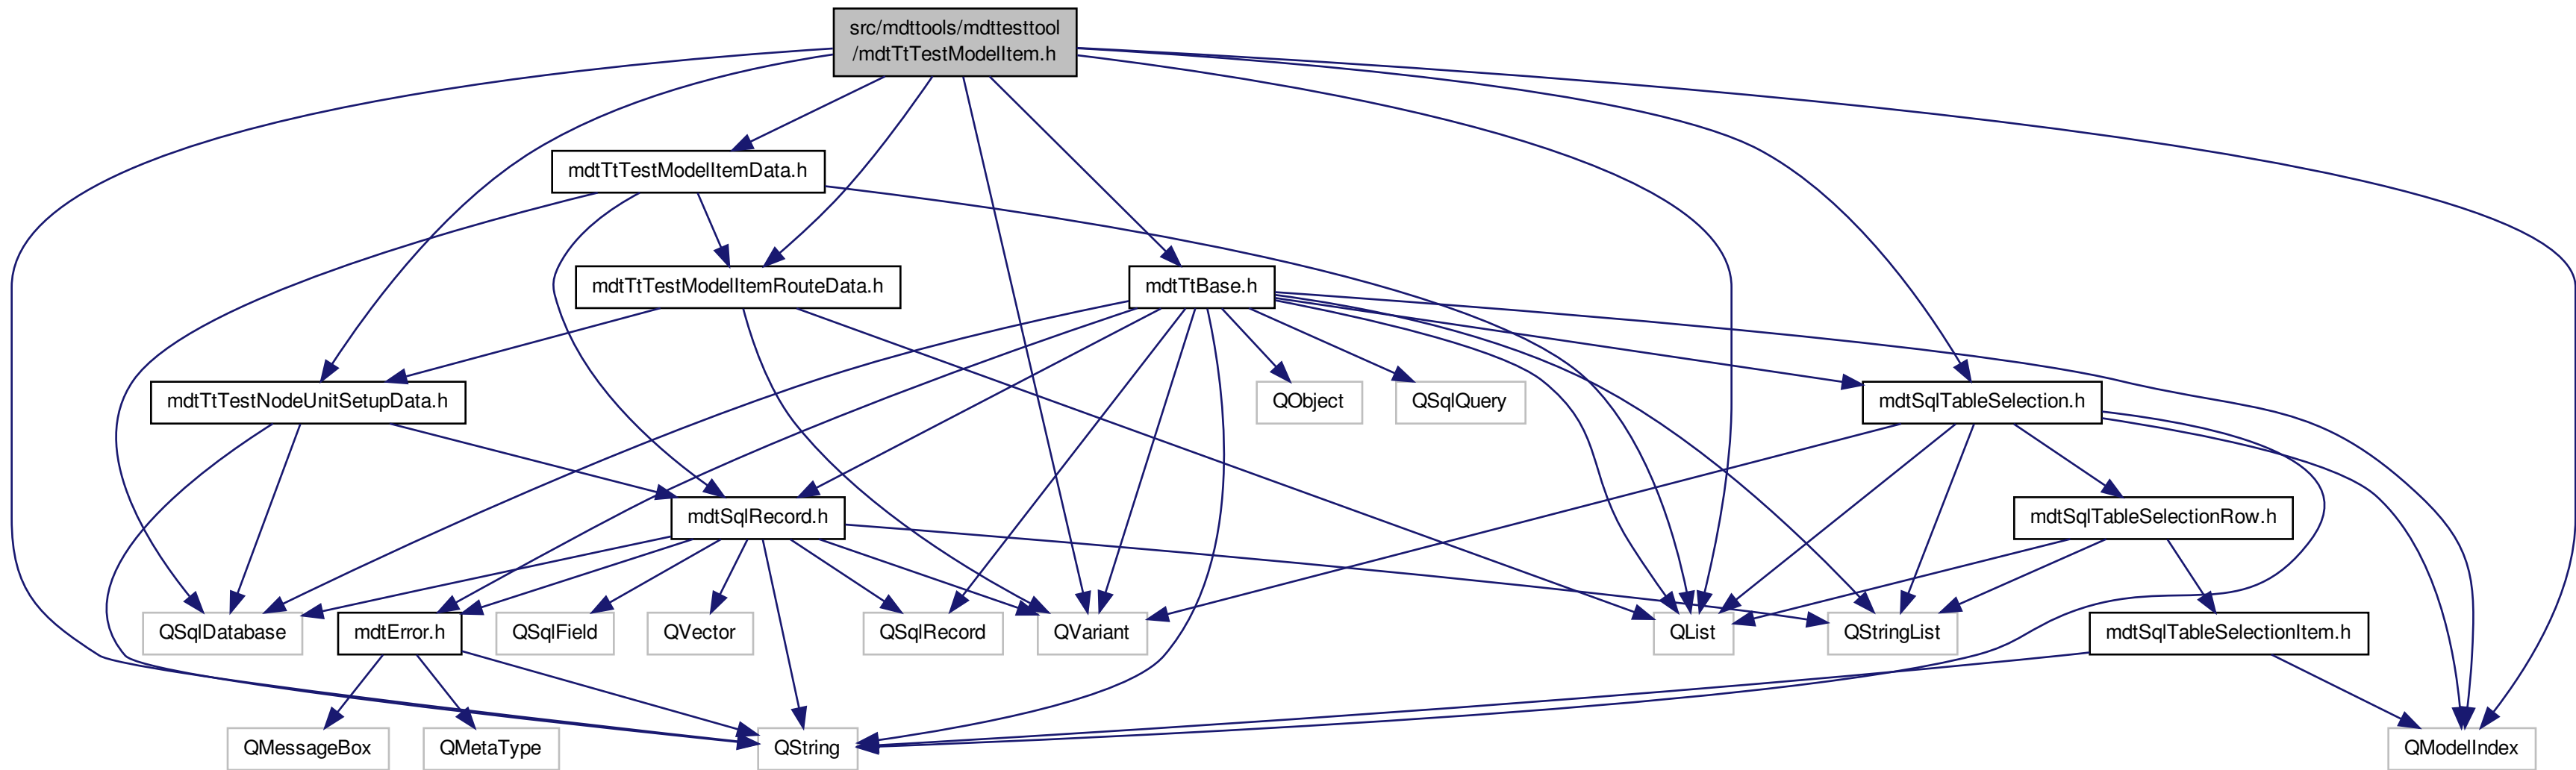 src/mdttools/mdttesttool
/mdtTtTestModelItem.h
mdtTtTestModelItemData.h
mdtTtTestModelItemRouteData.h
mdtTtBase.h
mdtTtTestNodeUnitSetupData.h
QObject
QSqlQuery
mdtSqlTableSelection.h
mdtSqlRecord.h
mdtSqlTableSelectionRow.h
QSqlDatabase
mdtError.h
QSqlField
QVector
QSqlRecord
QVariant
QList
QStringList
mdtSqlTableSelectionItem.h
QMessageBox
QMetaType
QString
QModelIndex